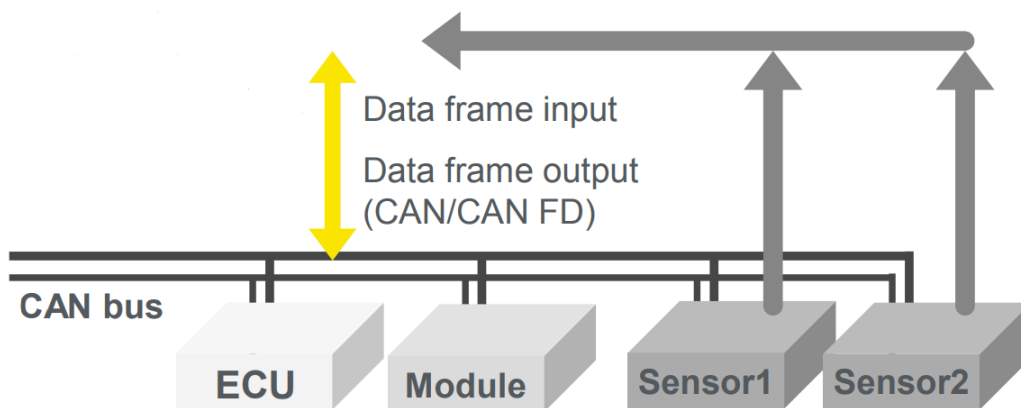 Data frame input
Data frame output
(CAN/CAN FD)
CAN bus
ECU
Module
Sensor1
Sensor2